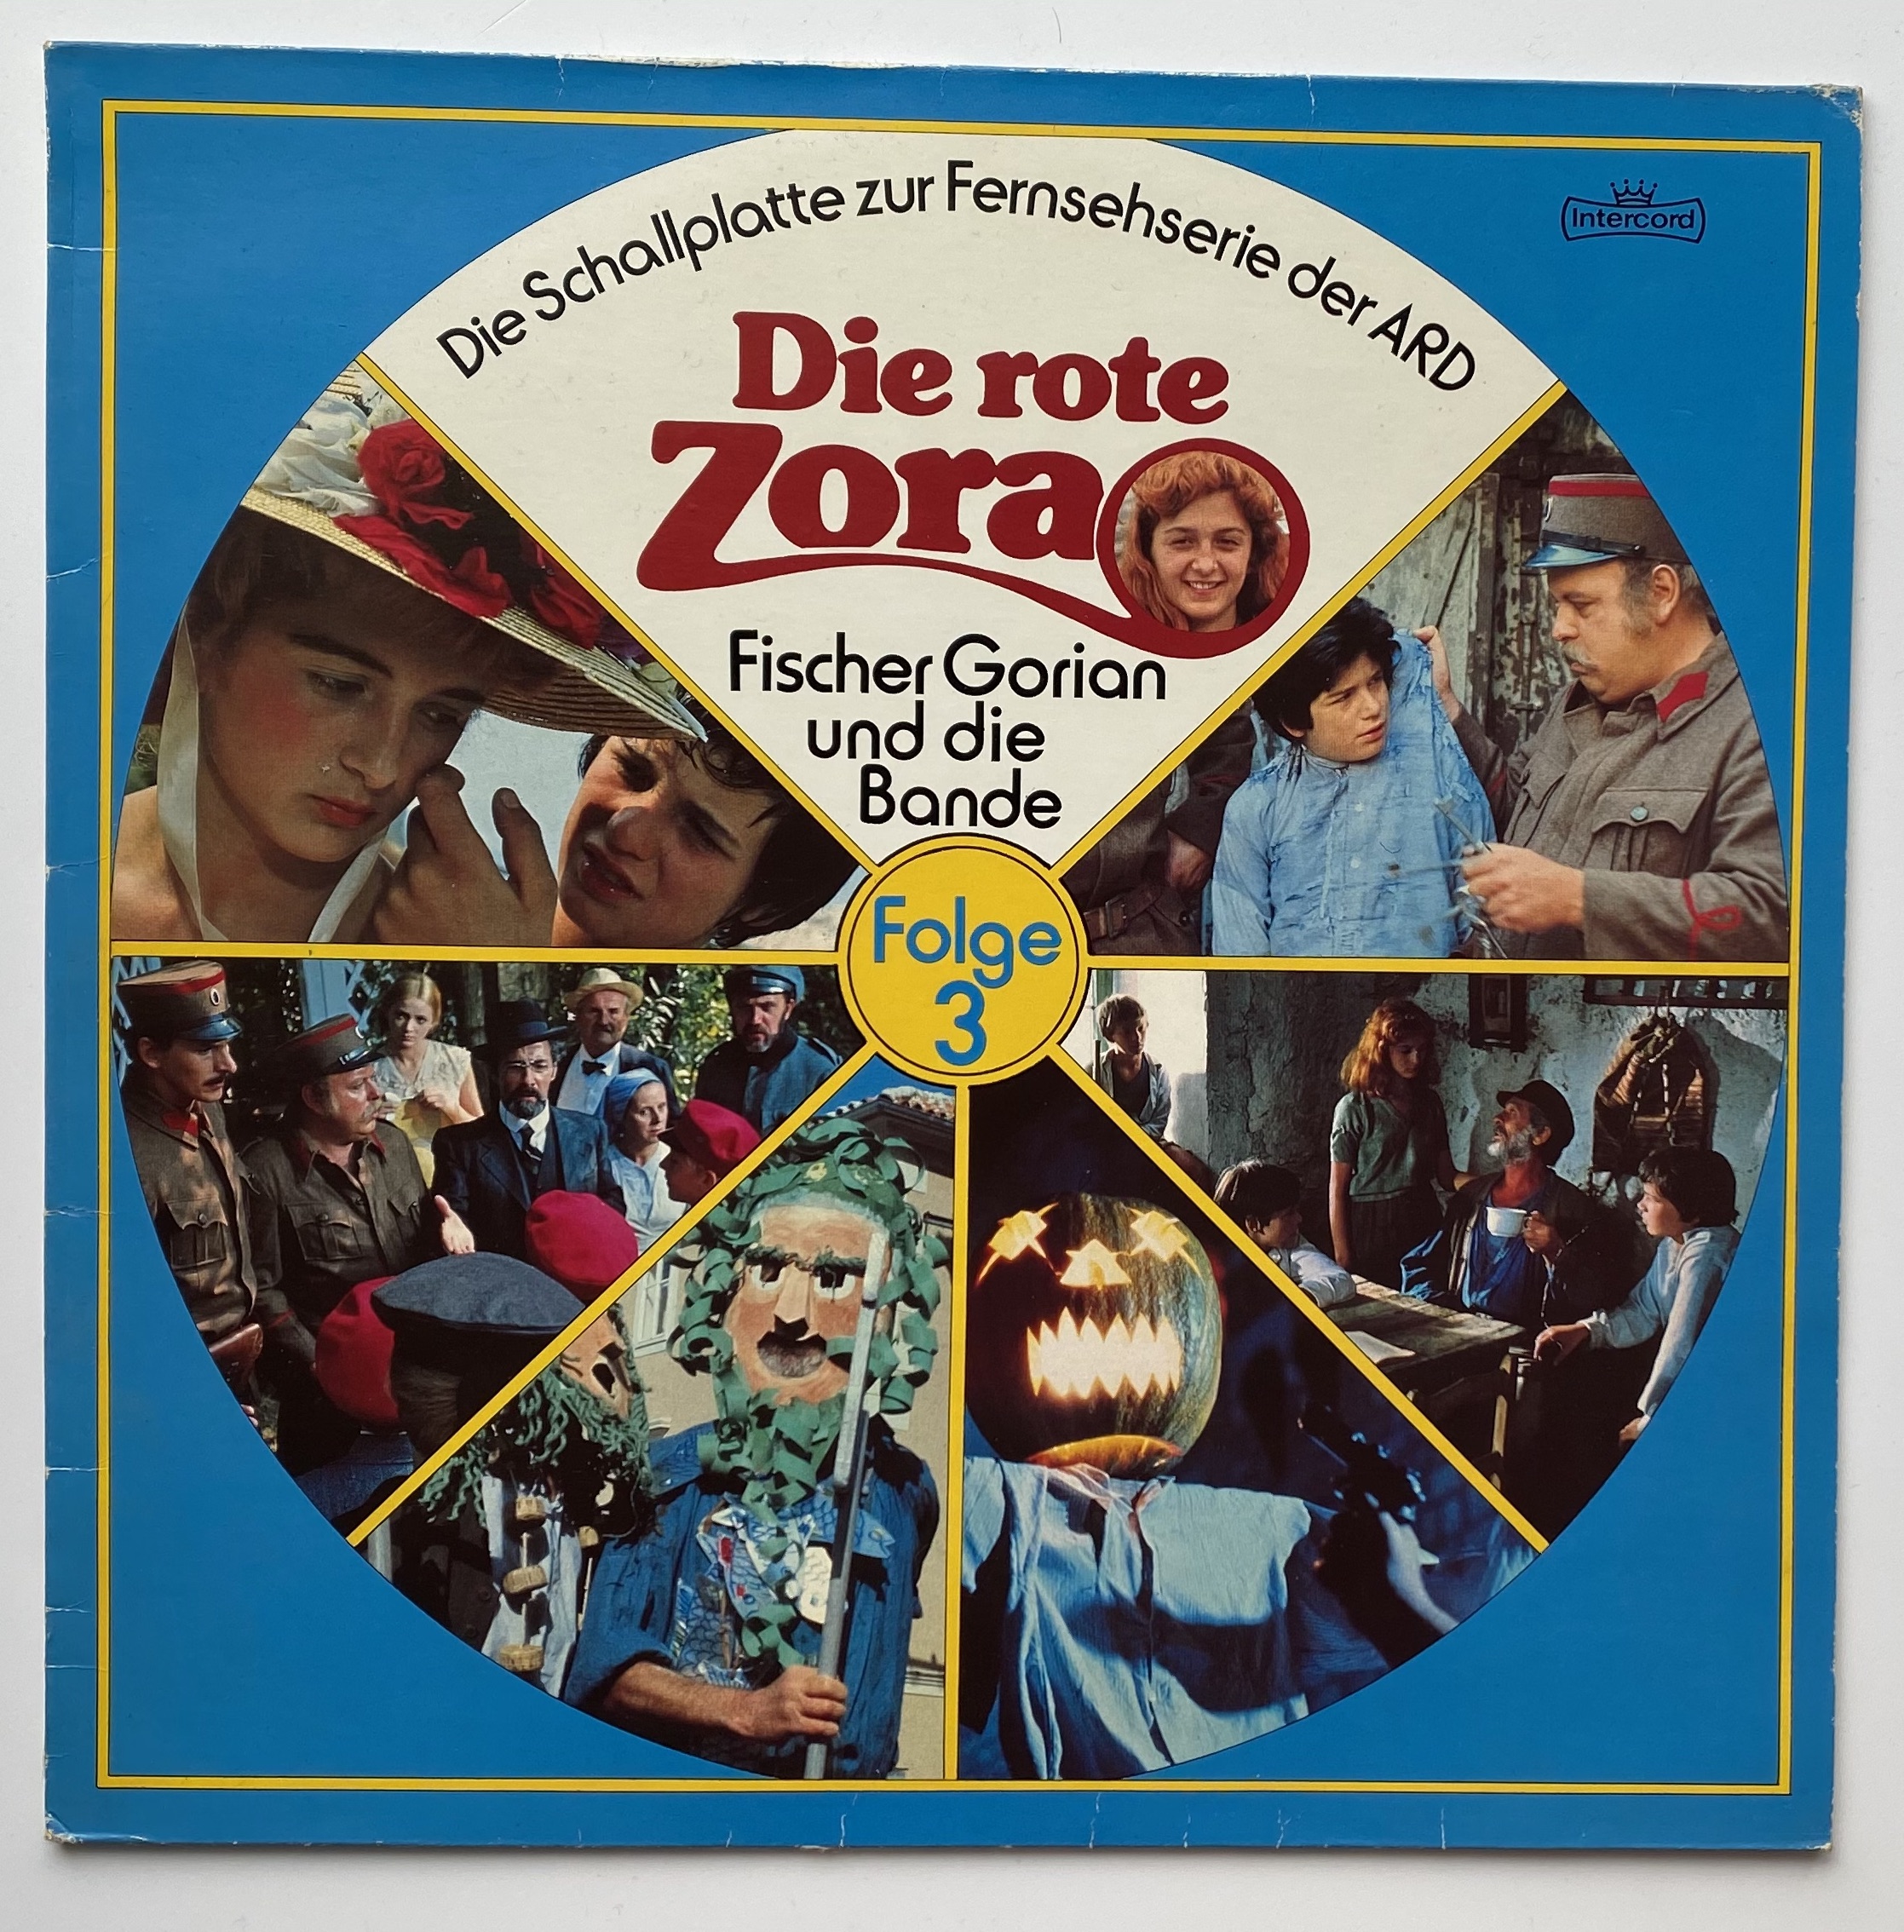 Die Schallplatte zur Fernsehserie der ARD
Intercord
Die rote
Zora
Fischer Gorian
und die
Bande
Folge
3